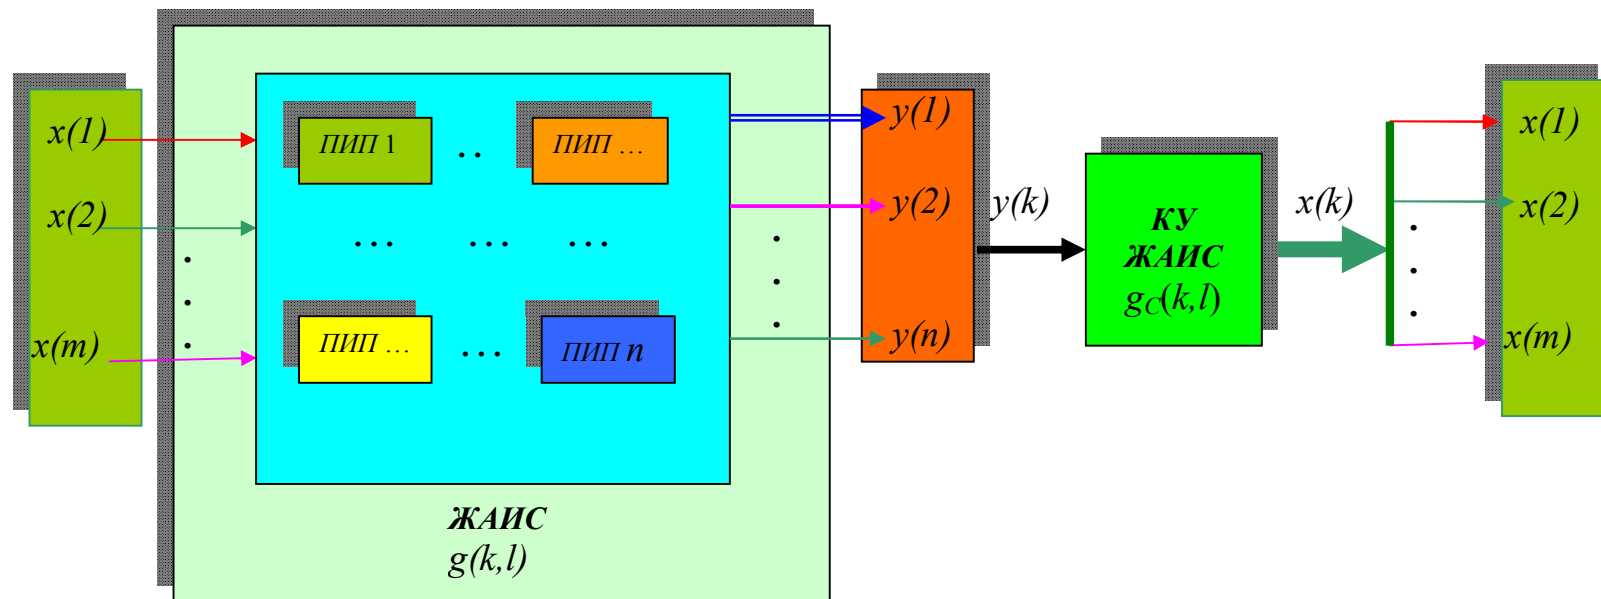 x(1)
x(2)
x(m)
ПИП 1
ПИП ...
ПИП ...
ПИП n
ЖАИС
g(k,l)
y(1)
y(2)
y(n)
y(k)
КУ
ЖАИС
gC(k,l)
x(k)
x(1)
x(2)
x(m)